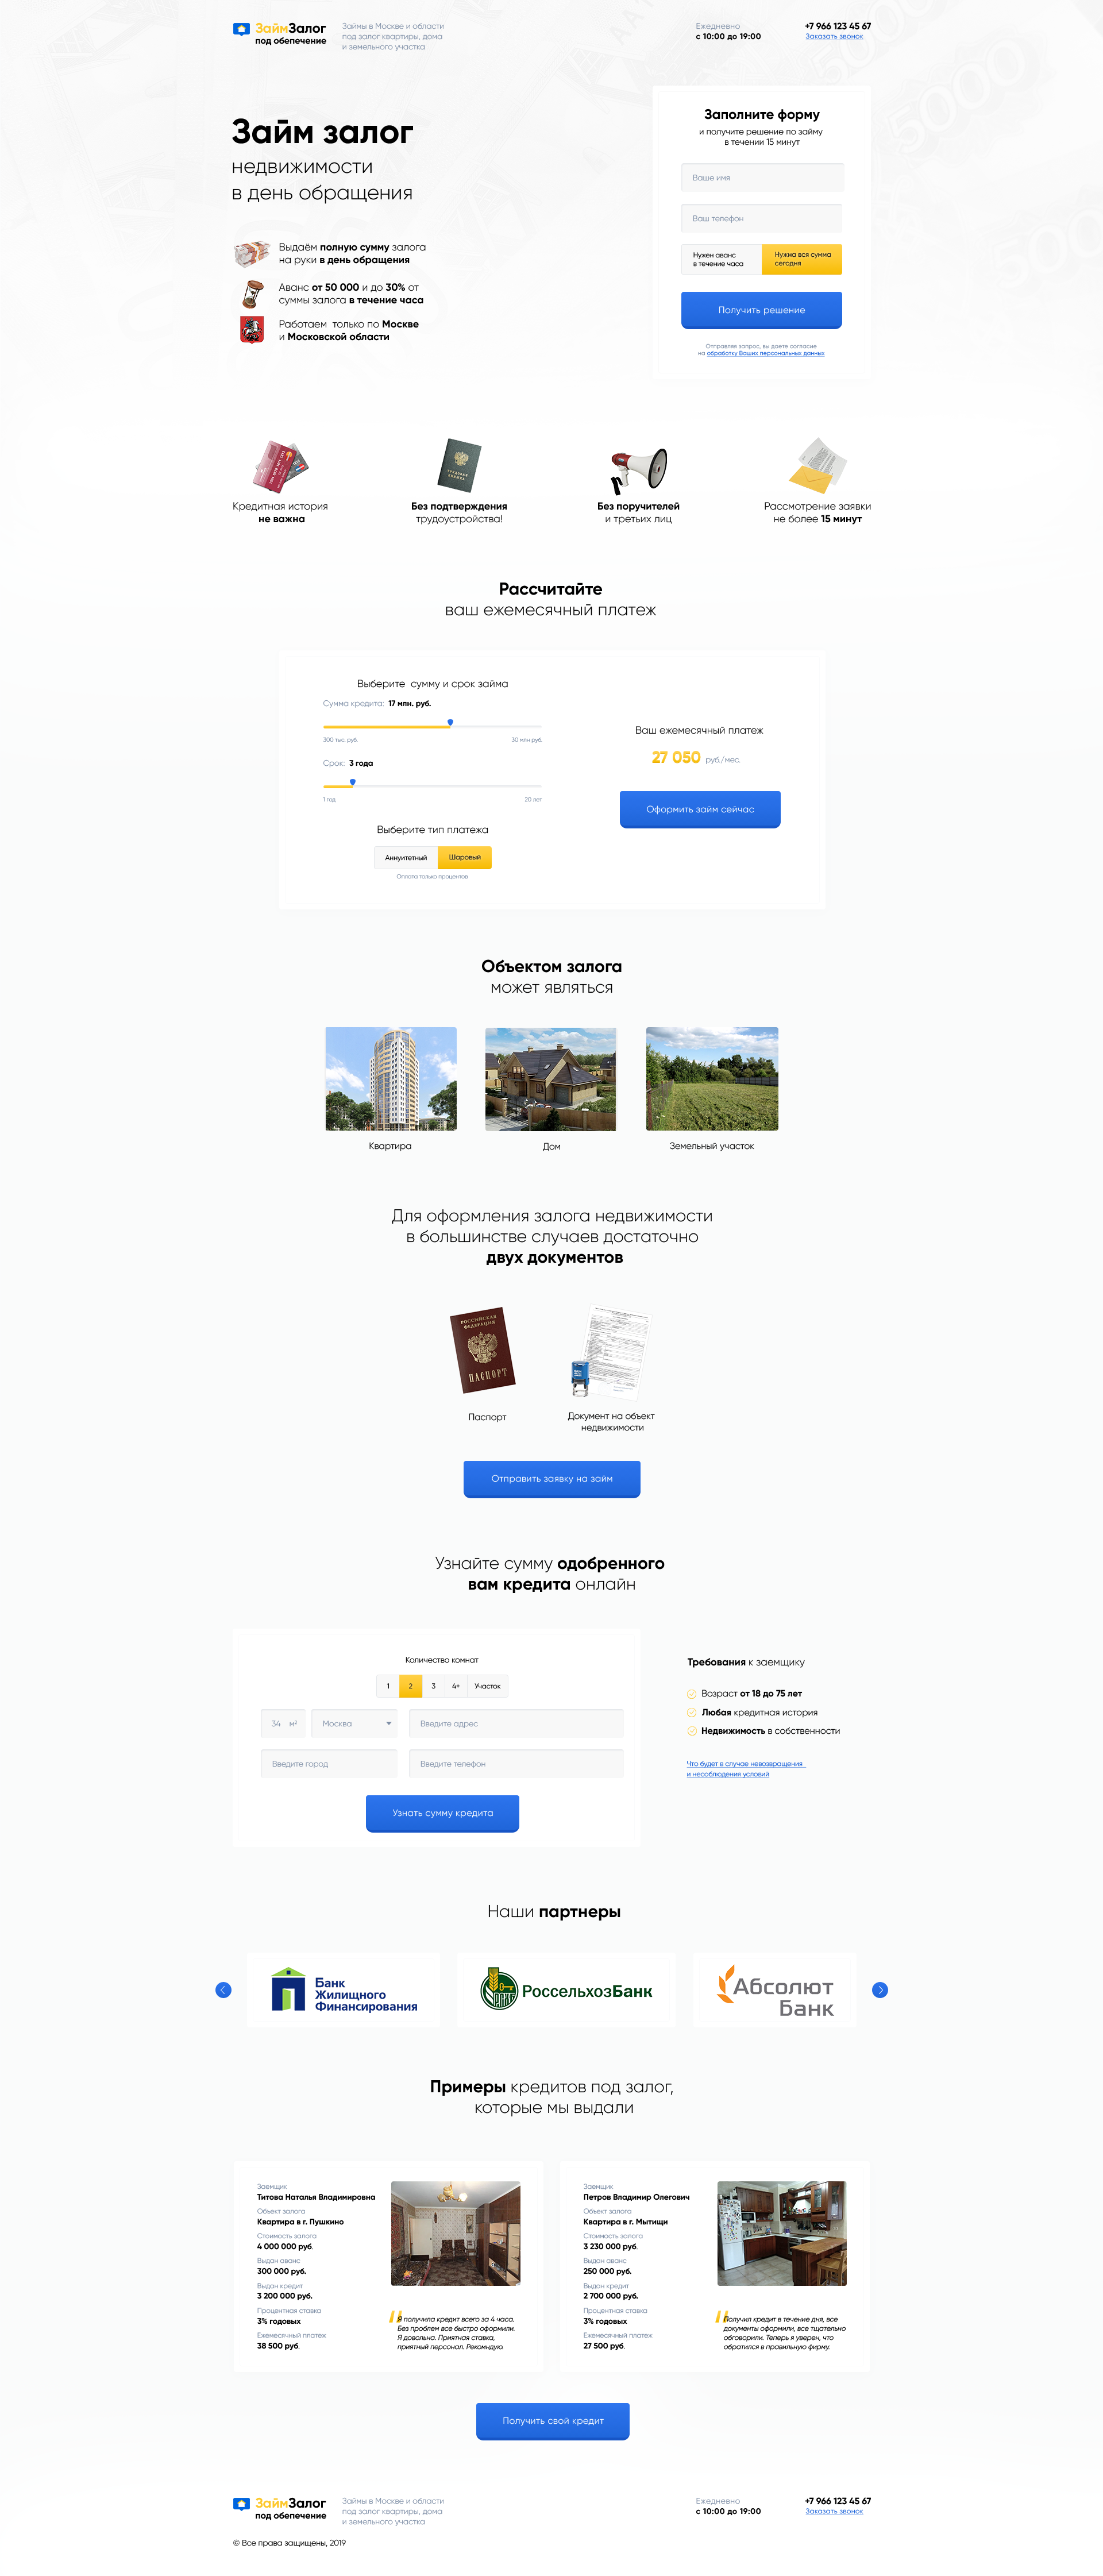 ЗаймЗалог
под обепечение
Займы в Москве и области
под залог квартиры, дома
и земельного участка
Ежедневно
с 10:00 до 19:00
+7 966 123 45 67
Заказать звонок
Займ залог
недвижимости
в день обращения
Выдаём полную сумму залога
на руки в день обращения
Аванс от 50 000 и до 30% от
суммы залога в течение часа
Работаем только по Москве
и Московской области
Заполните форму
и получите решение по займу
в течении 15 минут
Ваше имя
Ваш телефон
Нужен аванс
в течение часа
Нужна вся сумма
сегодня
Получить решение
Отправляя запрос, вы даете согласие
на обработку Ваших персональных данных
5000
5000
ТРУДОВАЯ
КНИЖКА
Кредитная история
не важна
Без подтверждения
трудоустройства!
Без поручителей
и третьих лиц
Рассмотрение заявки
не более 15 минут
Рассчитайте
ваш ежемесячный платеж
Выберите сумму и срок займа
Сумма кредита: 17 млн. руб.
300 тыс. руб.
30 млн руб.
Срок: 3 года
1 год
20 лет
Выберите тип платежа
Аннуитетный
Шаровый
Оплата только процентов
Ваш ежемесячный платеж
27 050 руб./мес.
Оформить займ сейчас
Объектом залога
может являться
Квартира
Дом
Земельный участок
Для оформления залога недвижимости
в большинстве случаев достаточно
двух документов
РОССИЙСКАЯ
ФЕДЕРАЦИЯ
ПАСПОРТ
Паспорт
Документ на объект
недвижимости
Отправить заявку на займ
Узнайте сумму одобренного
вам кредита онлайн
Количество комнат
1
2
3
4+
Участок
34 м²
Москва
Введите адрес
Введите город
Введите телефон
Узнать сумму кредита
Требования к заемщику
Возраст от 18 до 75 лет
Любая кредитная история
Недвижимость в собственности
Что будет в случае невозвращения
и несоблюдения условий
Наши партнеры
Банк
Жилищного
Финансирования
РоссельхозБанк
Абсолют
Банк
Примеры кредитов под залог,
которые мы выдали
Заемщик
Титова Наталья Владимировна
Объект залога
Квартира в г. Пушкино
Стоимость залога
4 000 000 руб.
Выдан аванс
300 000 руб.
Выдан кредит
3 200 000 руб.
Процентная ставка
3% годовых
Ежемесячный платеж
38 500 руб.
Я получила кредит всего за 4 часа.
Без проблем все быстро оформили.
Я довольна. Приятная ставка,
приятный персонал. Рекомндую.
Заемщик
Петров Владимир Олегович
Объект залога
Квартира в г. Мытищи
Стоимость залога
3 230 000 руб.
Выдан аванс
250 000 руб.
Выдан кредит
2 700 000 руб.
Процентная ставка
3% годовых
Ежемесячный платеж
27 500 руб.
Получил кредит в течение дня, все
документы оформили, все тщательно
обговорили. Теперь я уверен, что
обратился в правильную фирму.
Получить свой кредит
ЗаймЗалог
под обепечение
Займы в Москве и области
под залог квартиры, дома
и земельного участка
Ежедневно
с 10:00 до 19:00
+7 966 123 45 67
Заказать звонок
© Все права защищены, 2019